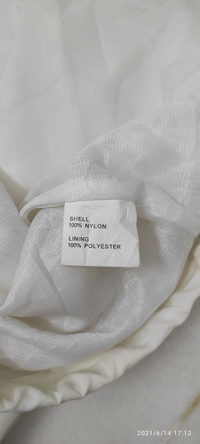 SHELL
100% NYLON
LINING
100% POLYESTER
2021/6/14 17:12